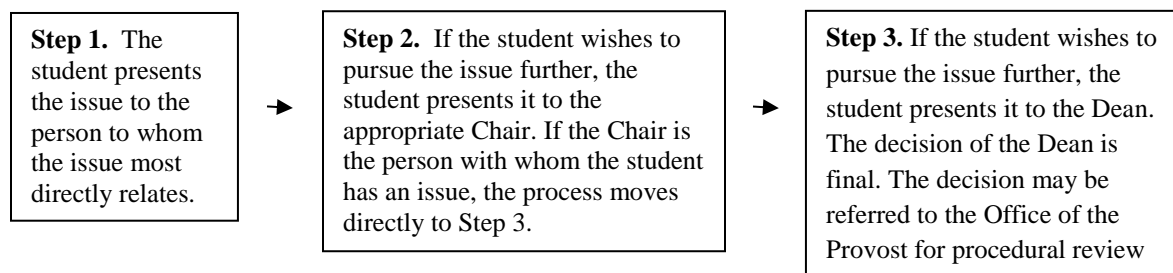 Step 1. The
student presents
the issue to the
person to whom
the issue most
directly relates.
Step 2. If the student wishes to
pursue the issue further, the
student presents it to the
appropriate Chair. If the Chair is
the person with whom the student
has an issue, the process moves
directly to Step 3.
Step 3. If the student wishes to
pursue the issue further, the
student presents it to the Dean.
The decision of the Dean is
final. The decision may be
referred to the Office of the
Provost for procedural review